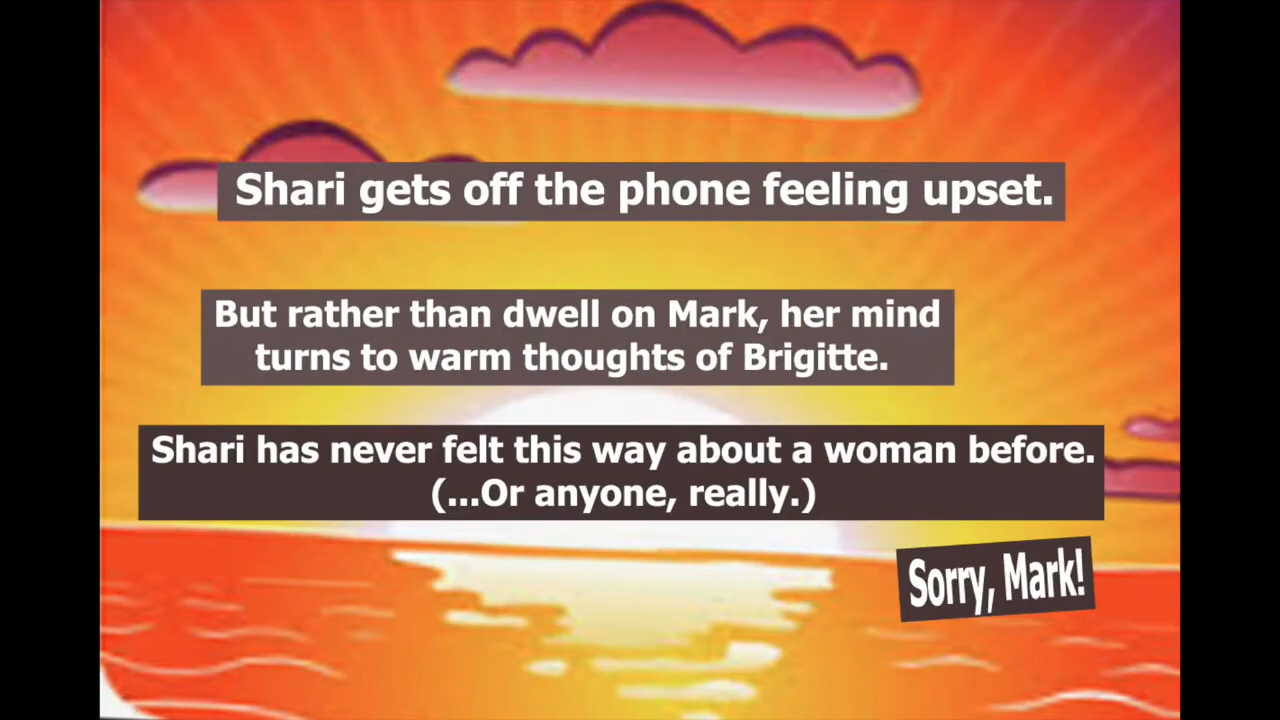 Shari gets off the phone feeling upset.
But rather than dwell on Mark, her mind
turns to warm thoughts of Brigitte.
Shari has never felt this way about a woman before.
(...Or anyone, really.)
Sorry, Mark!